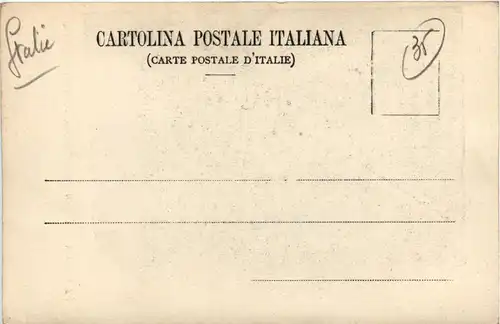 Italie
CARTOLINA POSTALE ITALIANA
(CARTE POSTALE D'ITALIE)
35